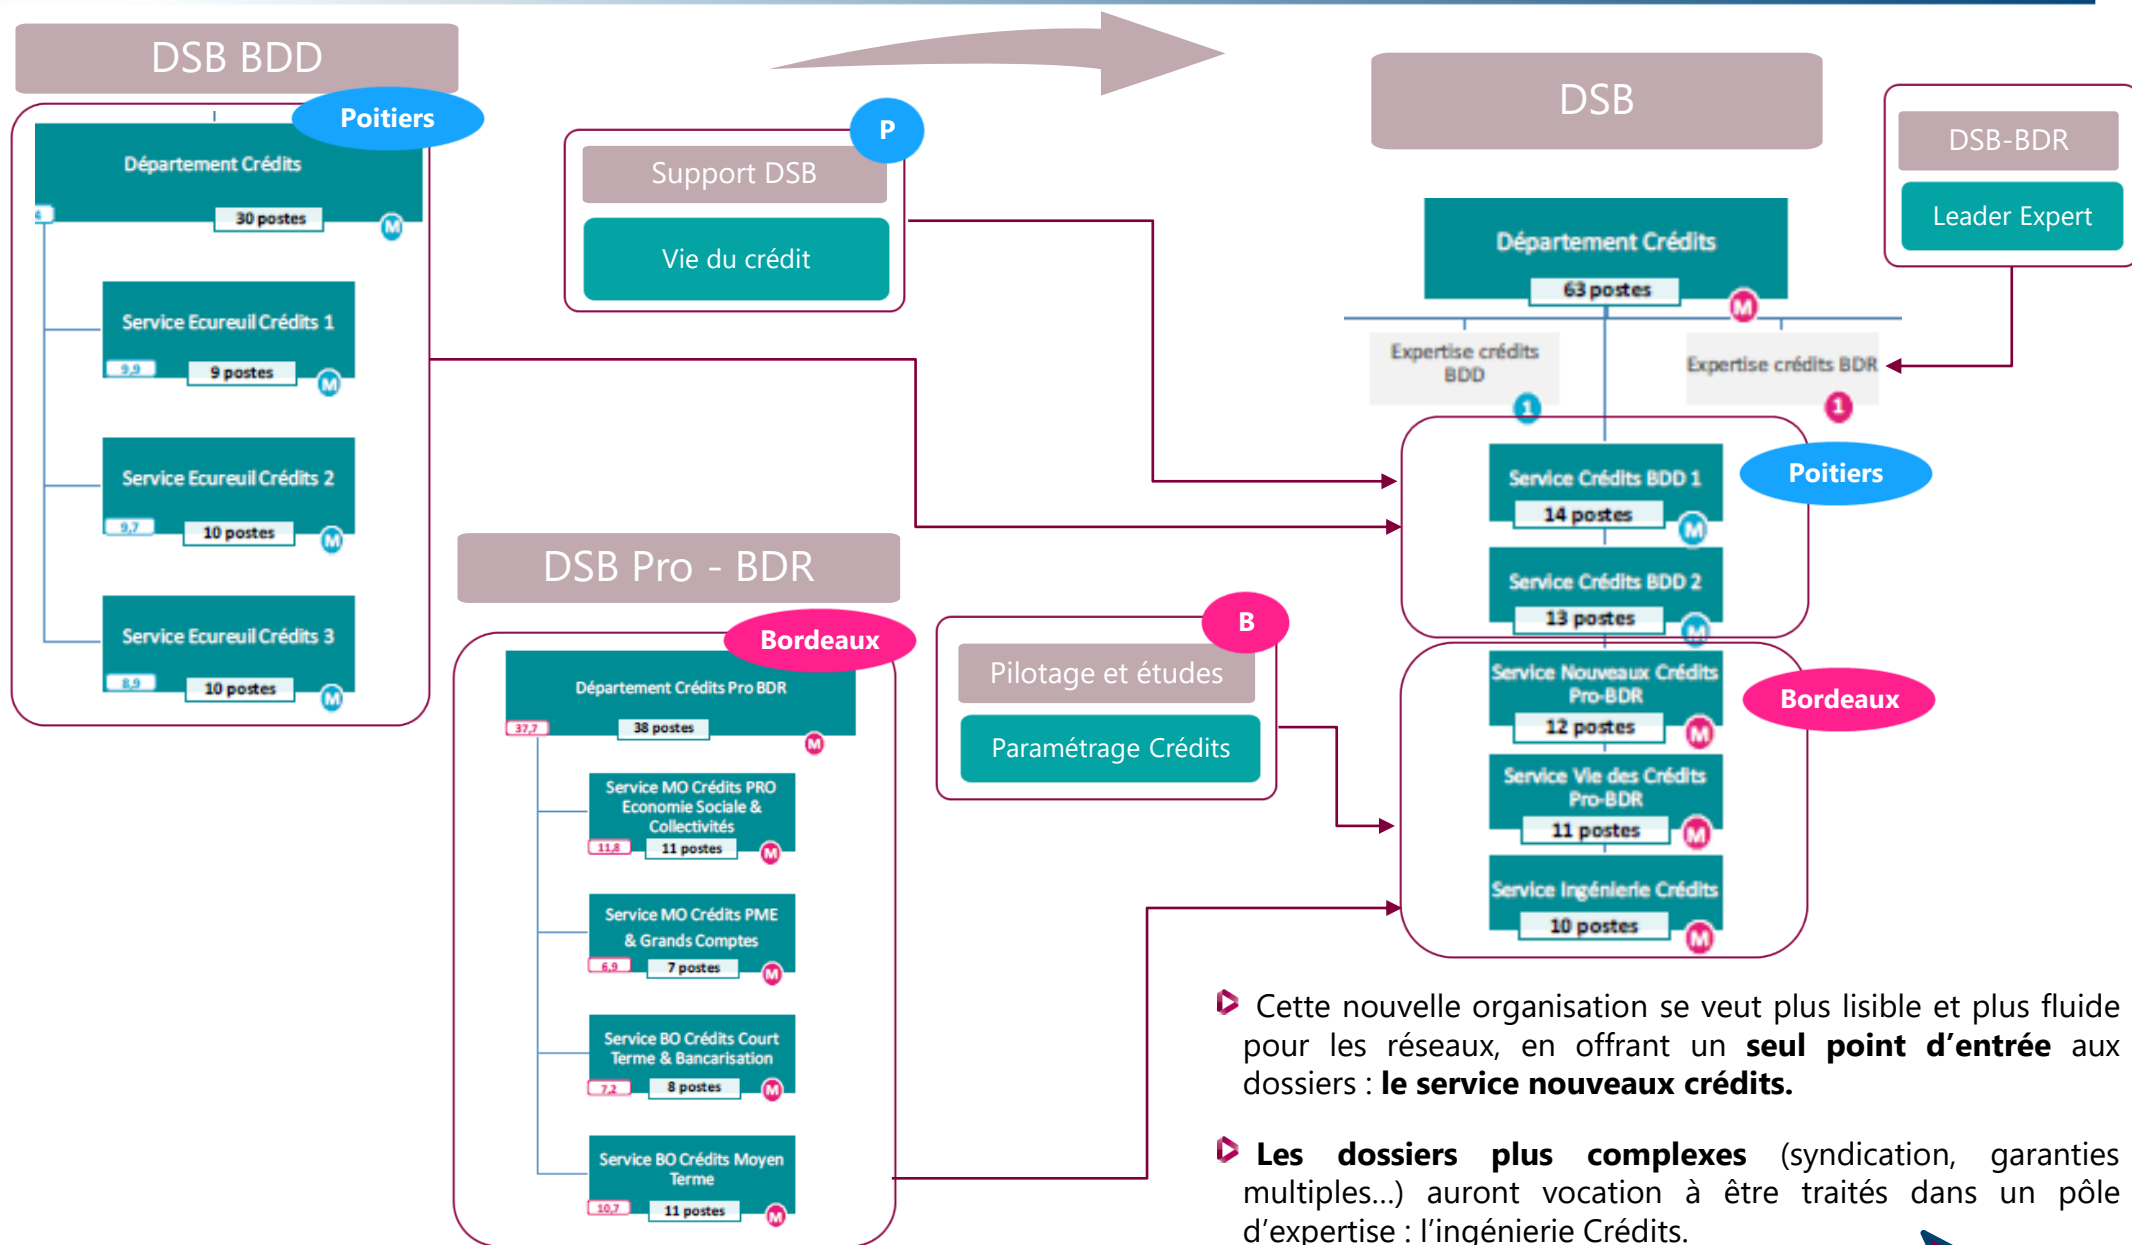 DSB BDD
Poitiers
Département Crédits
30 postes
M
Service Ecureuil Crédits 1
9,9
9 postes
M
Service Ecureuil Crédits 2
9,7
10 postes
M
Service Ecureuil Crédits 3
8,9
10 postes
M
P
Support DSB
Vie du crédit
DSB Pro - BDR
Bordeaux
Département Crédits Pro BDR
37,7
38 postes
M
Service MO Crédits PRO
Economie Sociale &
Collectivités
11,8
11 postes
M
Service MO Crédits PME
& Grands Comptes
6,9
7 postes
M
Service BO Crédits Court
Terme & Bancarisation
7,2
8 postes
M
Service BO Crédits Moyen
Terme
10,7
11 postes
M
B
Pilotage et études
Paramétrage Crédits
DSB
DSB-BDR
Leader Expert
Département Crédits
63 postes
M
Expertise crédits
BDD
1
Expertise crédits BDR
1
Poitiers
Service Crédits BDD 1
14 postes
M
Service Crédits BDD 2
13 postes
M
Bordeaux
Service Nouveaux Crédits
Pro-BDR
12 postes
M
Service Vie des Crédits
Pro-BDR
11 postes
M
Service Ingénierie Crédits
10 postes
M
Cette nouvelle organisation se veut plus lisible et plus fluide
pour les réseaux, en offrant un seul point d’entrée aux
dossiers : le service nouveaux crédits.
Les dossiers plus complexes (syndication, garanties
multiples…) auront vocation à être traités dans un pôle
d’expertise : l’ingénierie Crédits.